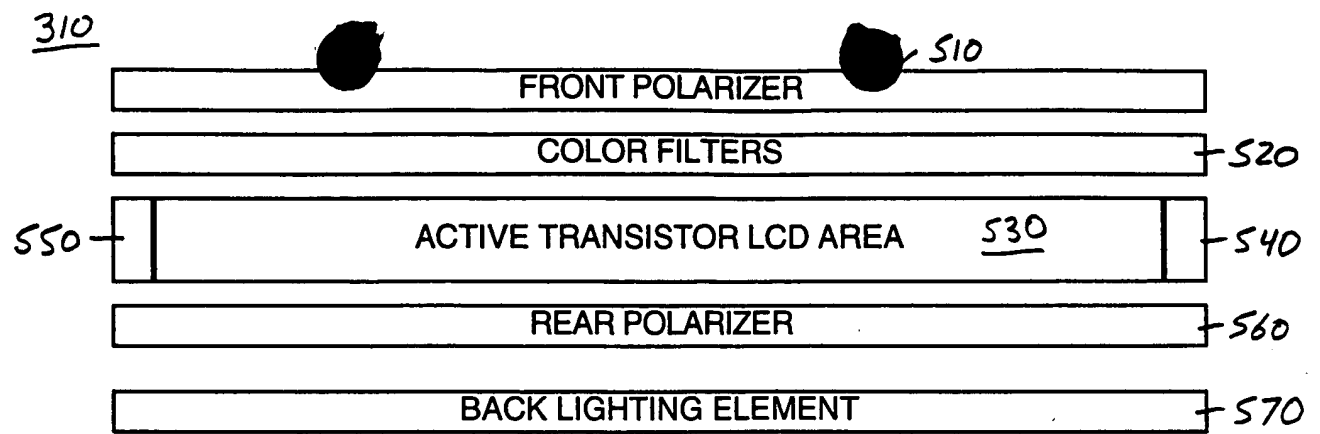 310
510
FRONT POLARIZER
COLOR FILTERS
520
550
ACTIVE TRANSISTOR LCD AREA
530
540
REAR POLARIZER
560
BACK LIGHTING ELEMENT
570